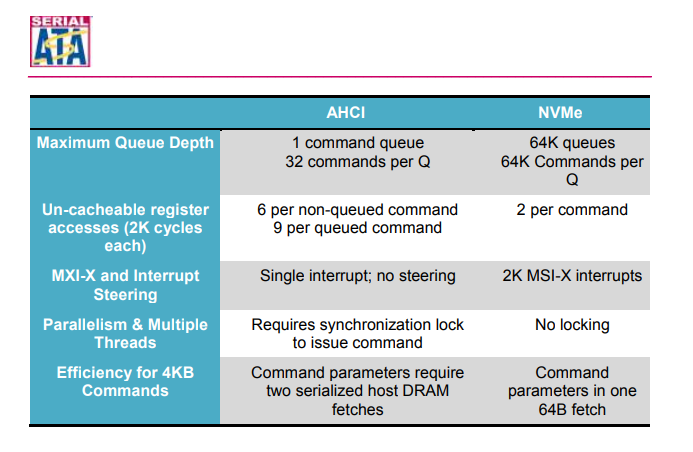 SERIAL
ATA
AHCI NVMe
Maximum Queue Depth 1 command queue 64K queues
32 commands per Q 64K Commands per
Q
Un-cacheable register 6 per non-queued command 2 per command
accesses (2K cycles 9 per queued command
each)
MXI-X and Interrupt Single interrupt; no steering 2K MSI-X interrupts
Steering
Parallelism & Multiple Requires synchronization lock No locking
Threads to issue command
Efficiency for 4KB Command parameters require Command
Commands two serialized host DRAM parameters in one
fetches 64B fetch